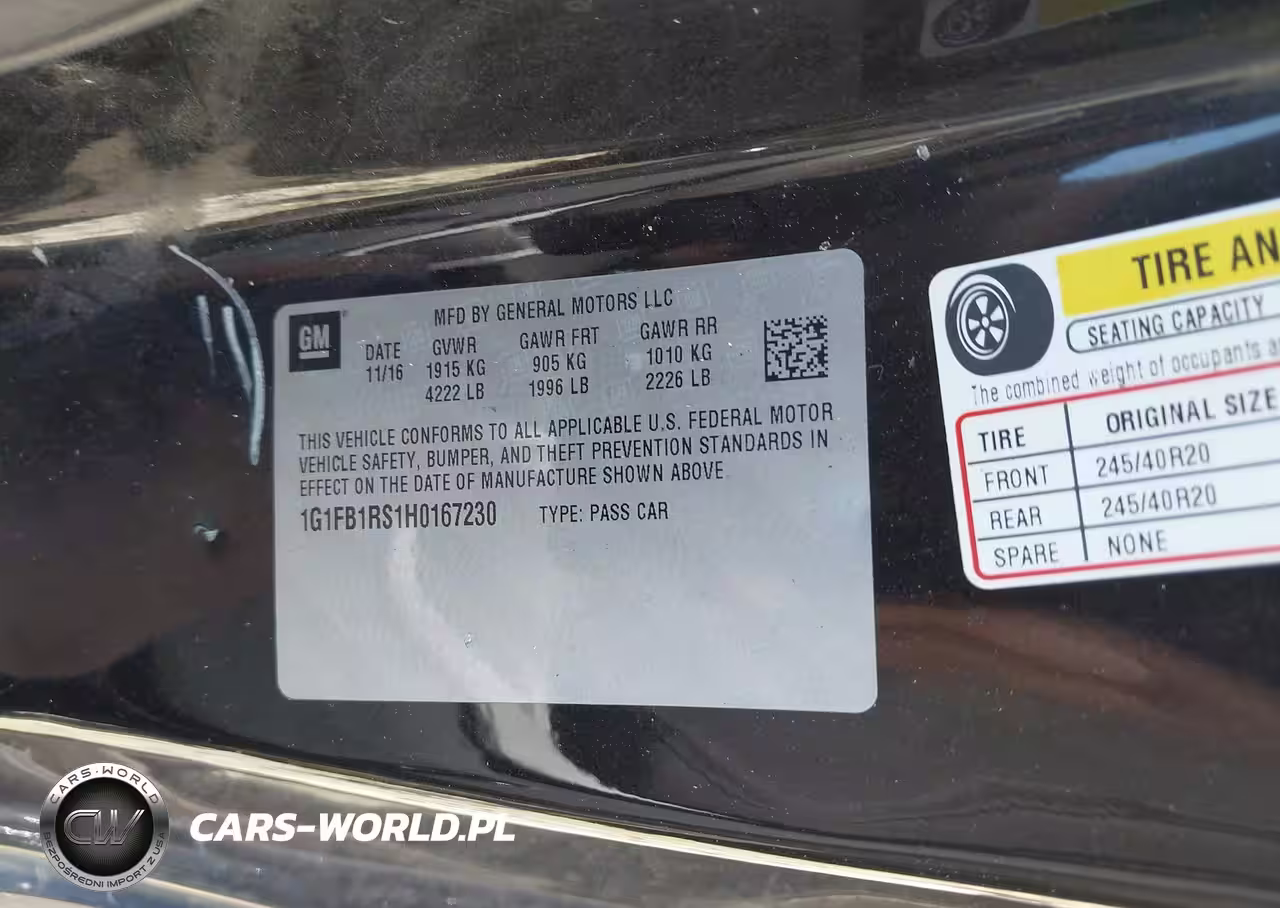 MFD BY GENERAL MOTORS LLC
GM
DATE GVWR GAWR FRT GAWR RR
11/16 1915 KG 905 KG 1010 KG
4222 LB 1996 LB 2226 LB
THIS VEHICLE CONFORMS TO ALL APPLICABLE U.S. FEDERAL MOTOR
VEHICLE SAFETY, BUMPER, AND THEFT PREVENTION STANDARDS IN
EFFECT ON THE DATE OF MANUFACTURE SHOWN ABOVE.
1G1FB1RS1H0167230 TYPE: PASS CAR
TIRE AN
SEATING CAPACITY
The combined weight of occupants a
TIRE ORIGINAL SIZE
FRONT 245/40R20
REAR 245/40R20
SPARE NONE
CARS-WORLD
CW
BEZPOŚREDNI IMPORT Z USA
CARS-WORLD.PL